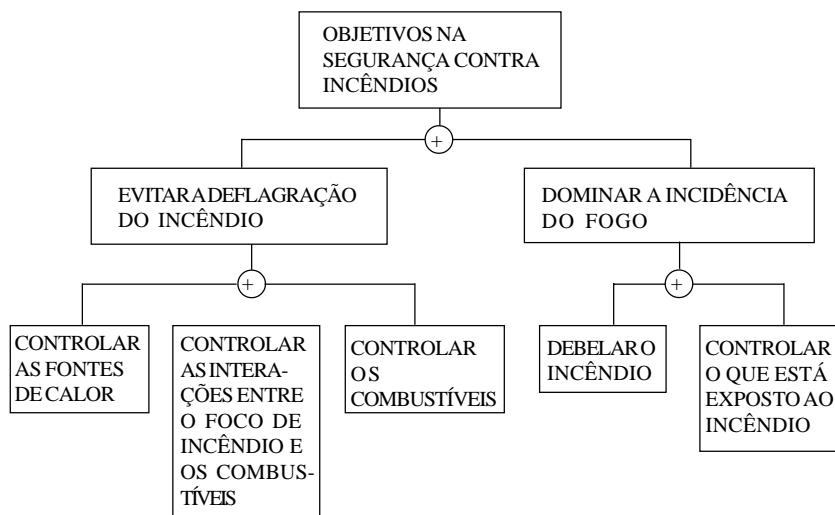 OBJETIVOS NA
SEGURANÇA CONTRA
INCÊNDIOS
+
EVITAR A DEFLAGRAÇÃO
DO INCÊNDIO
DOMINAR A INCIDÊNCIA
DO FOGO
+
+
CONTROLAR
AS FONTES
DE CALOR
CONTROLAR
AS INTERA-
ÇÕES ENTRE
O FOCO DE
INCÊNDIO E
OS COMBUS-
TÍVEIS
CONTROLAR
OS
COMBUSTÍVEIS
DEBELAR O
INCÊNDIO
CONTROLAR
O QUE ESTÁ
EXPOSTO AO
INCÊNDIO